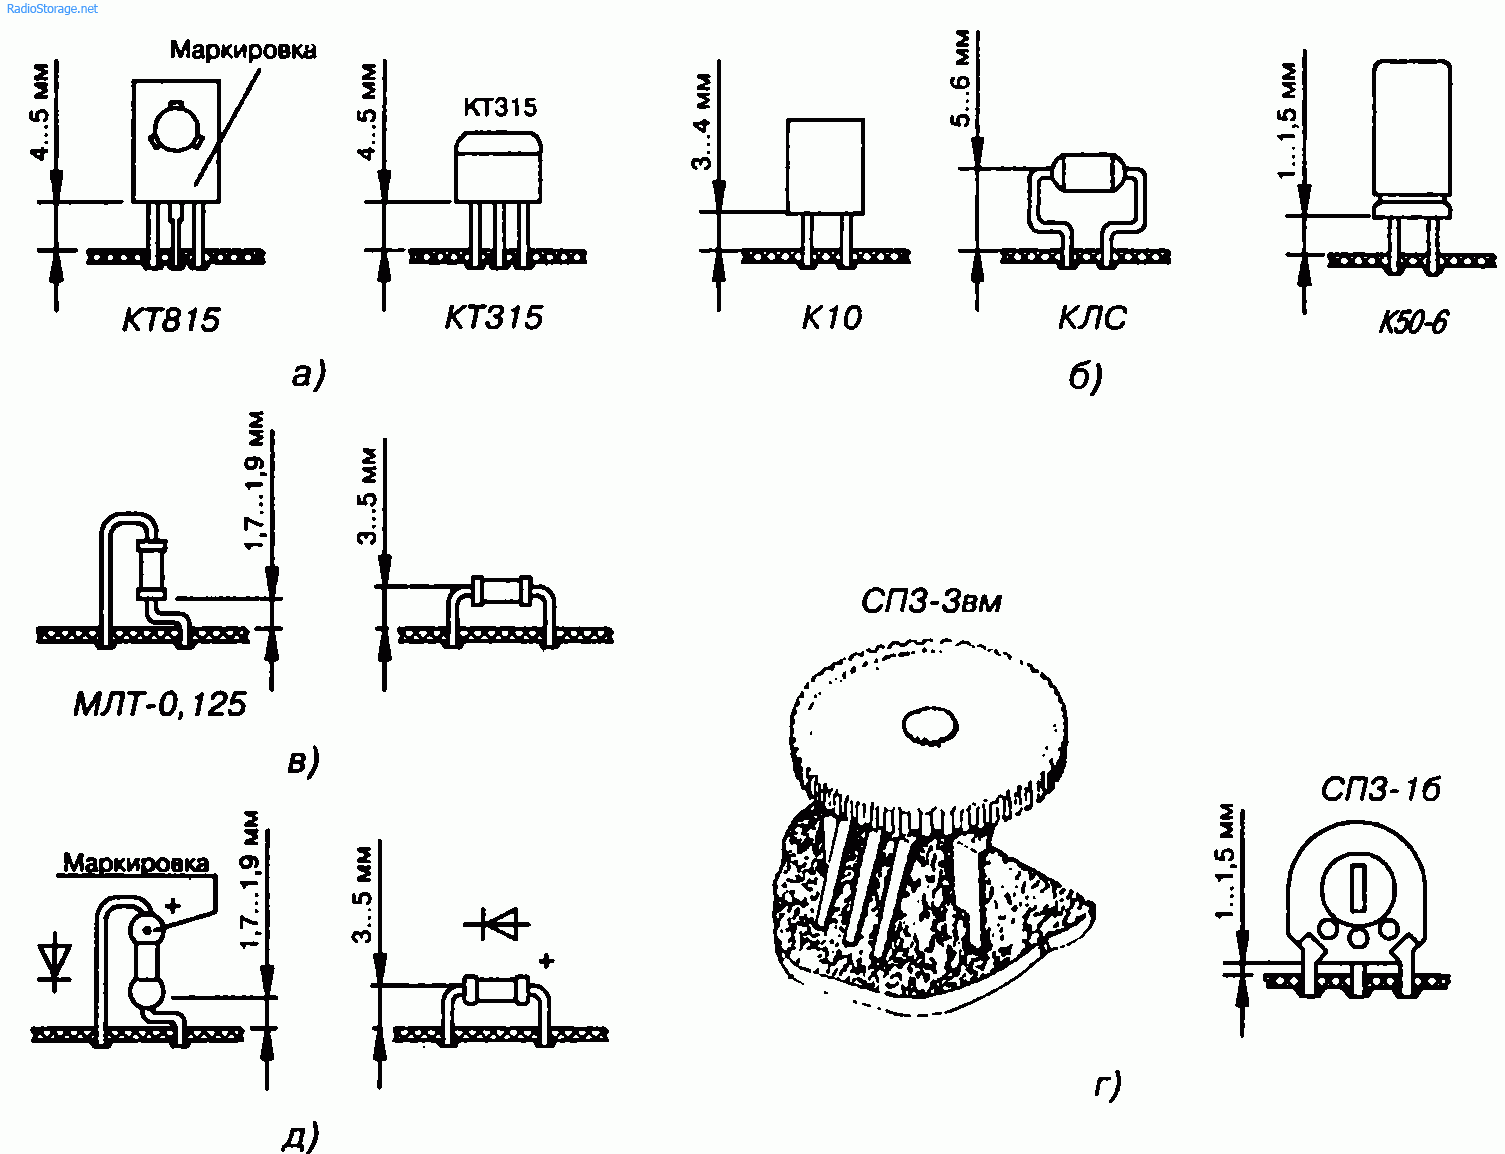 RadioStorage.net
Маркировка
4...5 мм
КТ815
4...5 мм
КТ315
КТ315
а)
3...4 мм
К10
5...6 мм
КЛС
1...1,5 мм
К50-6
б)
1,7...1,9 мм
МЛТ-0,125
3...5 мм
в)
СП3-3вм
СП3-1б
1...1,5 мм
г)
Маркировка
+
1,7...1,9 мм
3...5 мм
+
д)